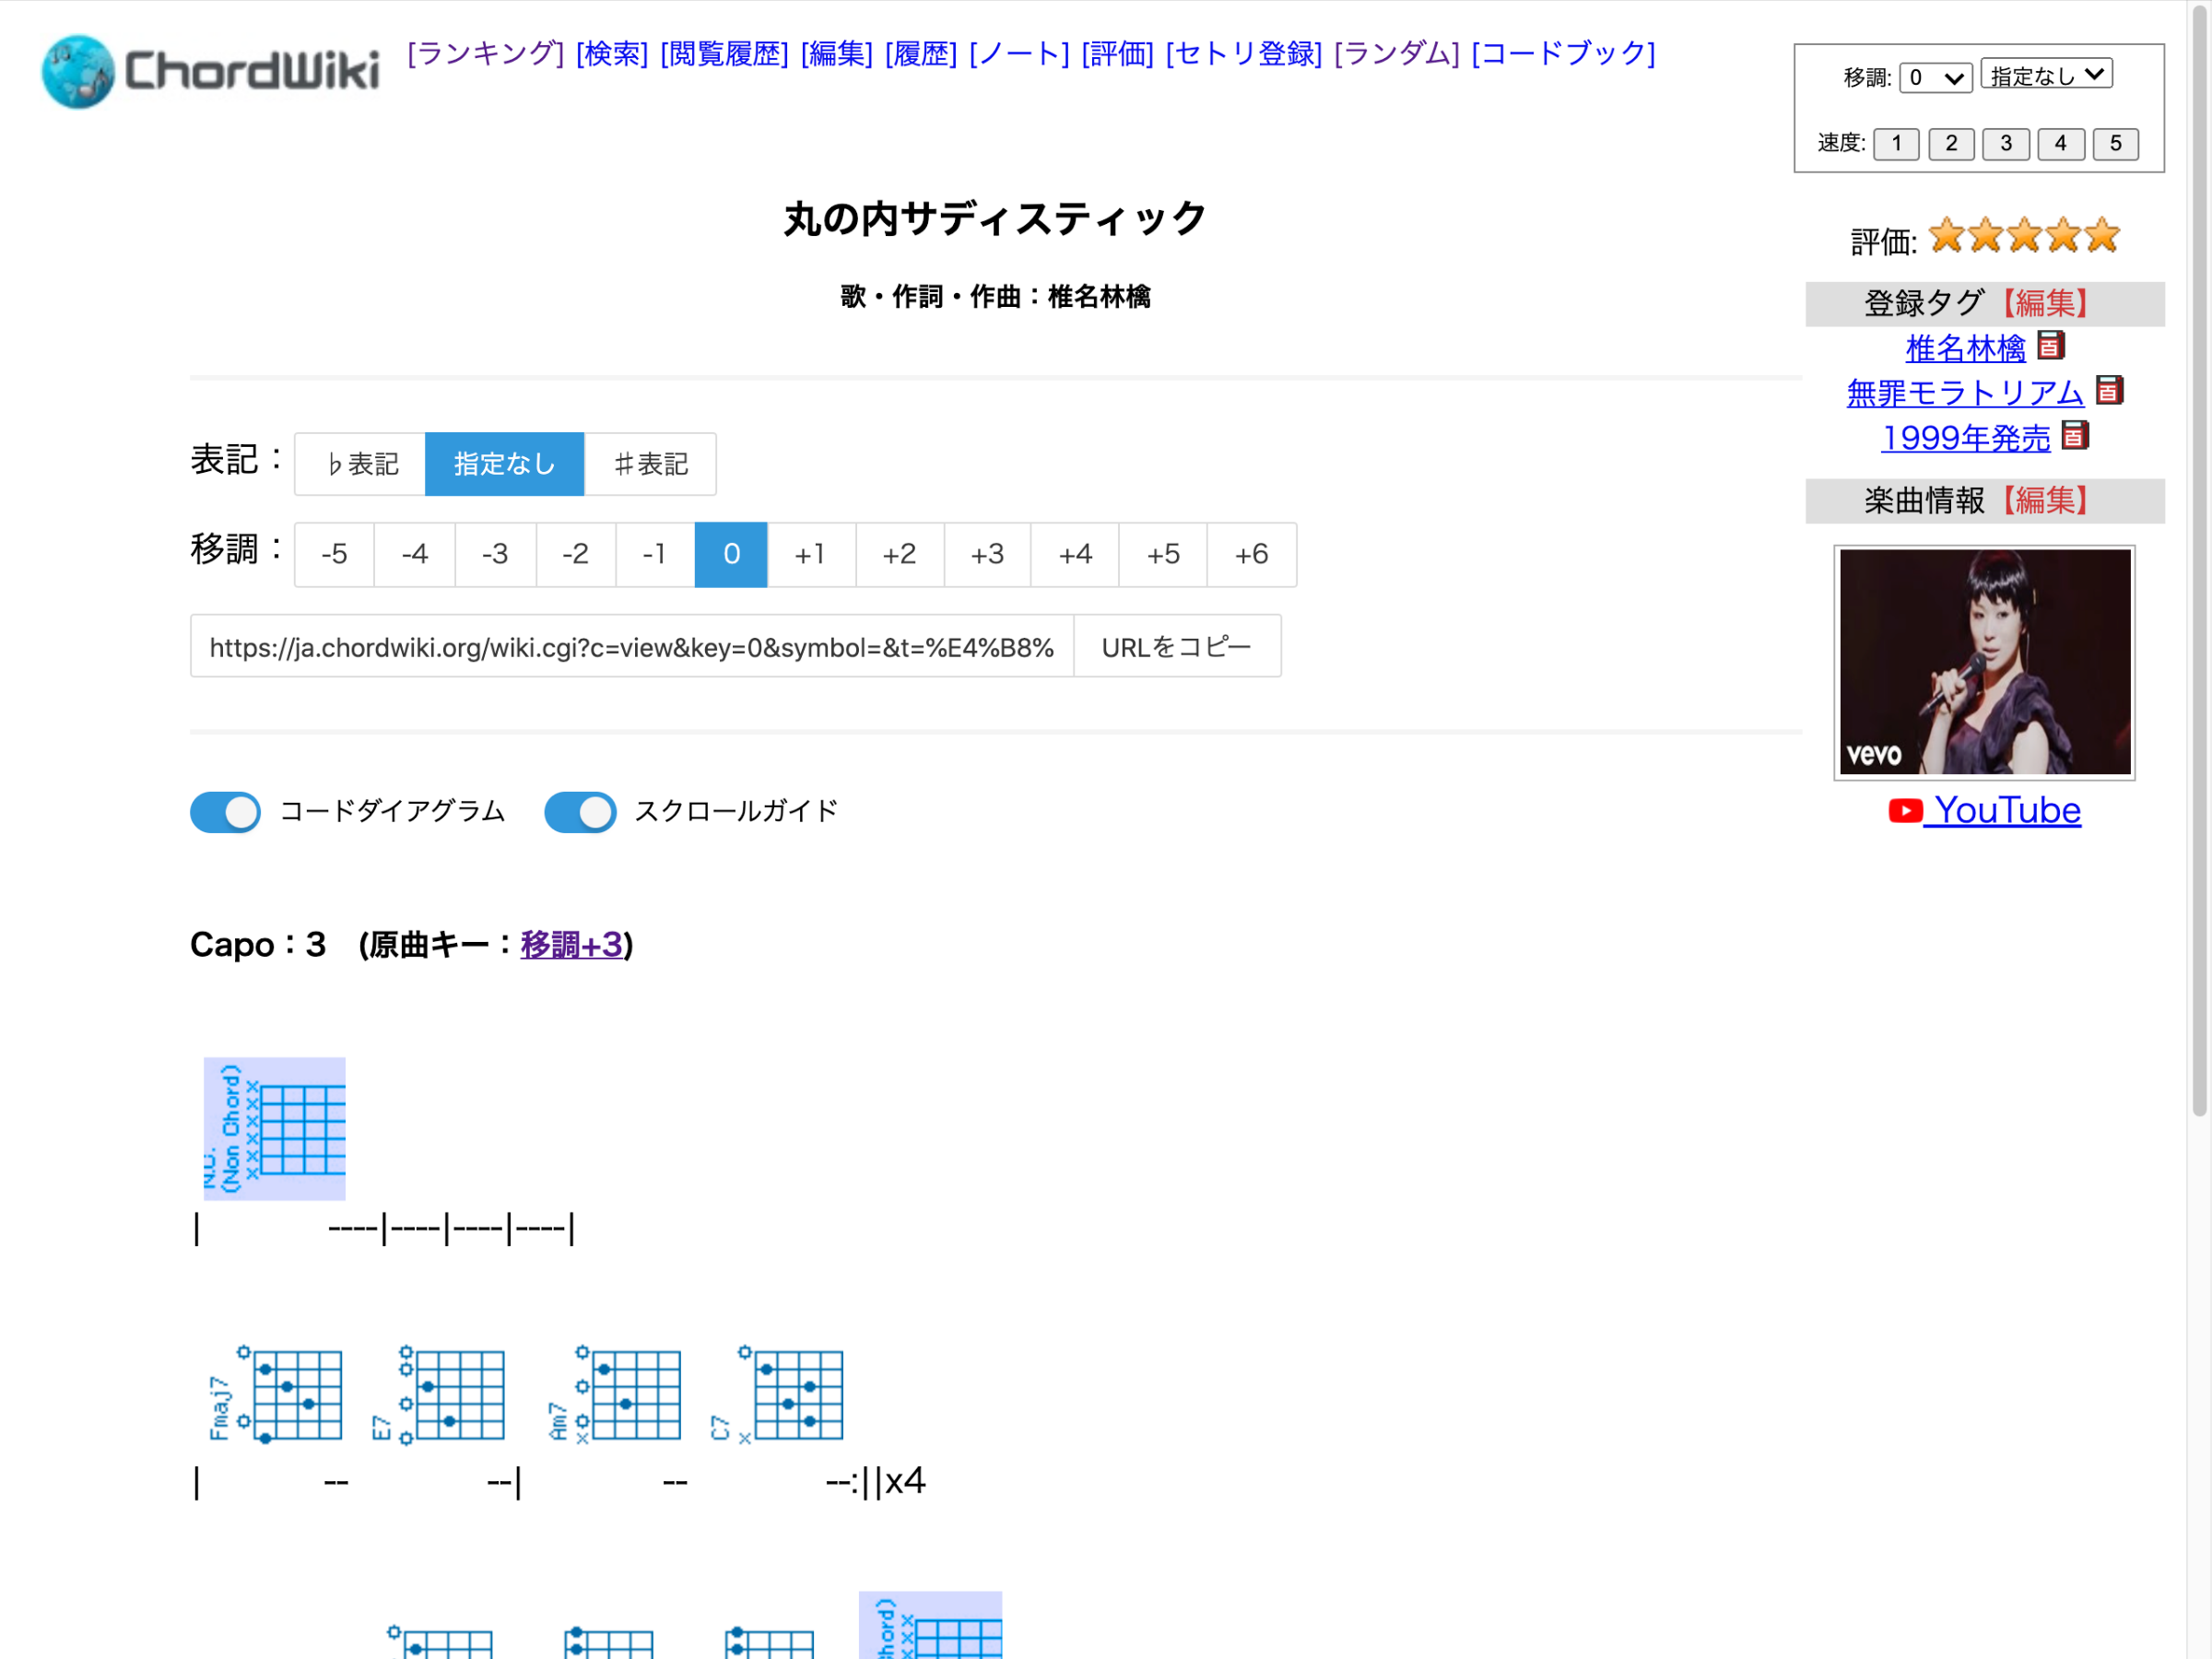 ChordWiki
[ランキング] [検索] [閲覧履歴] [編集] [履歴] [ノート] [評価] [セトリ登録] [ランダム] [コードブック]
移調: 0 指定なし
速度: 1 2 3 4 5
丸の内サディスティック
歌・作詞・作曲：椎名林檎
評価:
登録タグ【編集】
椎名林檎 百
無罪モラトリアム 百
1999年発売 百
楽曲情報【編集】
vevo
YouTube
表記： ♭表記 指定なし ♯表記
移調： -5 -4 -3 -2 -1 0 +1 +2 +3 +4 +5 +6
https://ja.chordwiki.org/wiki.cgi?c=view&key=0&symbol=&t=%E4%B8% URLをコピー
コードダイアグラム スクロールガイド
Capo：3 (原曲キー：移調+3)
N.C.
(Non Chord)
xxxxxx
| ----|----|----|----|
Fmaj7 E7 Am7 x C7 x
| -- --| -- --:||x4